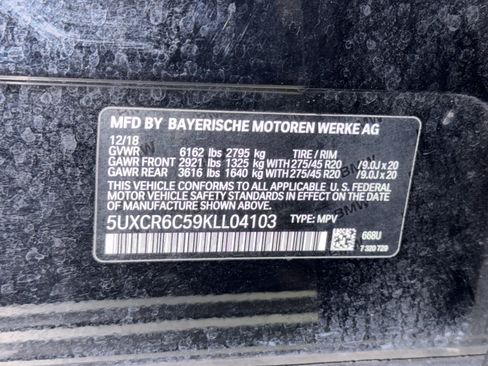 MFD BY BAYERISCHE MOTOREN WERKE AG
12/18
GVWR 6162 lbs 2795 kg TIRE / RIM
GAWR FRONT 2921 lbs 1325 KG WITH 275/45 R20 /9.0J x 20
GAWR REAR 3616 lbs 1640 kg WITH 275/45 R20 /9.0J x 20
THIS VEHICLE CONFORMS TO ALL APPLICABLE U. S. FEDERAL
MOTOR VEHICLE SAFETY STANDARDS IN EFFECT ON THE DATE OF
MANUFACTURE SHOWN ABOVE.
5UXCR6C59KLL04103 TYPE: MPV
668U
7 320 729